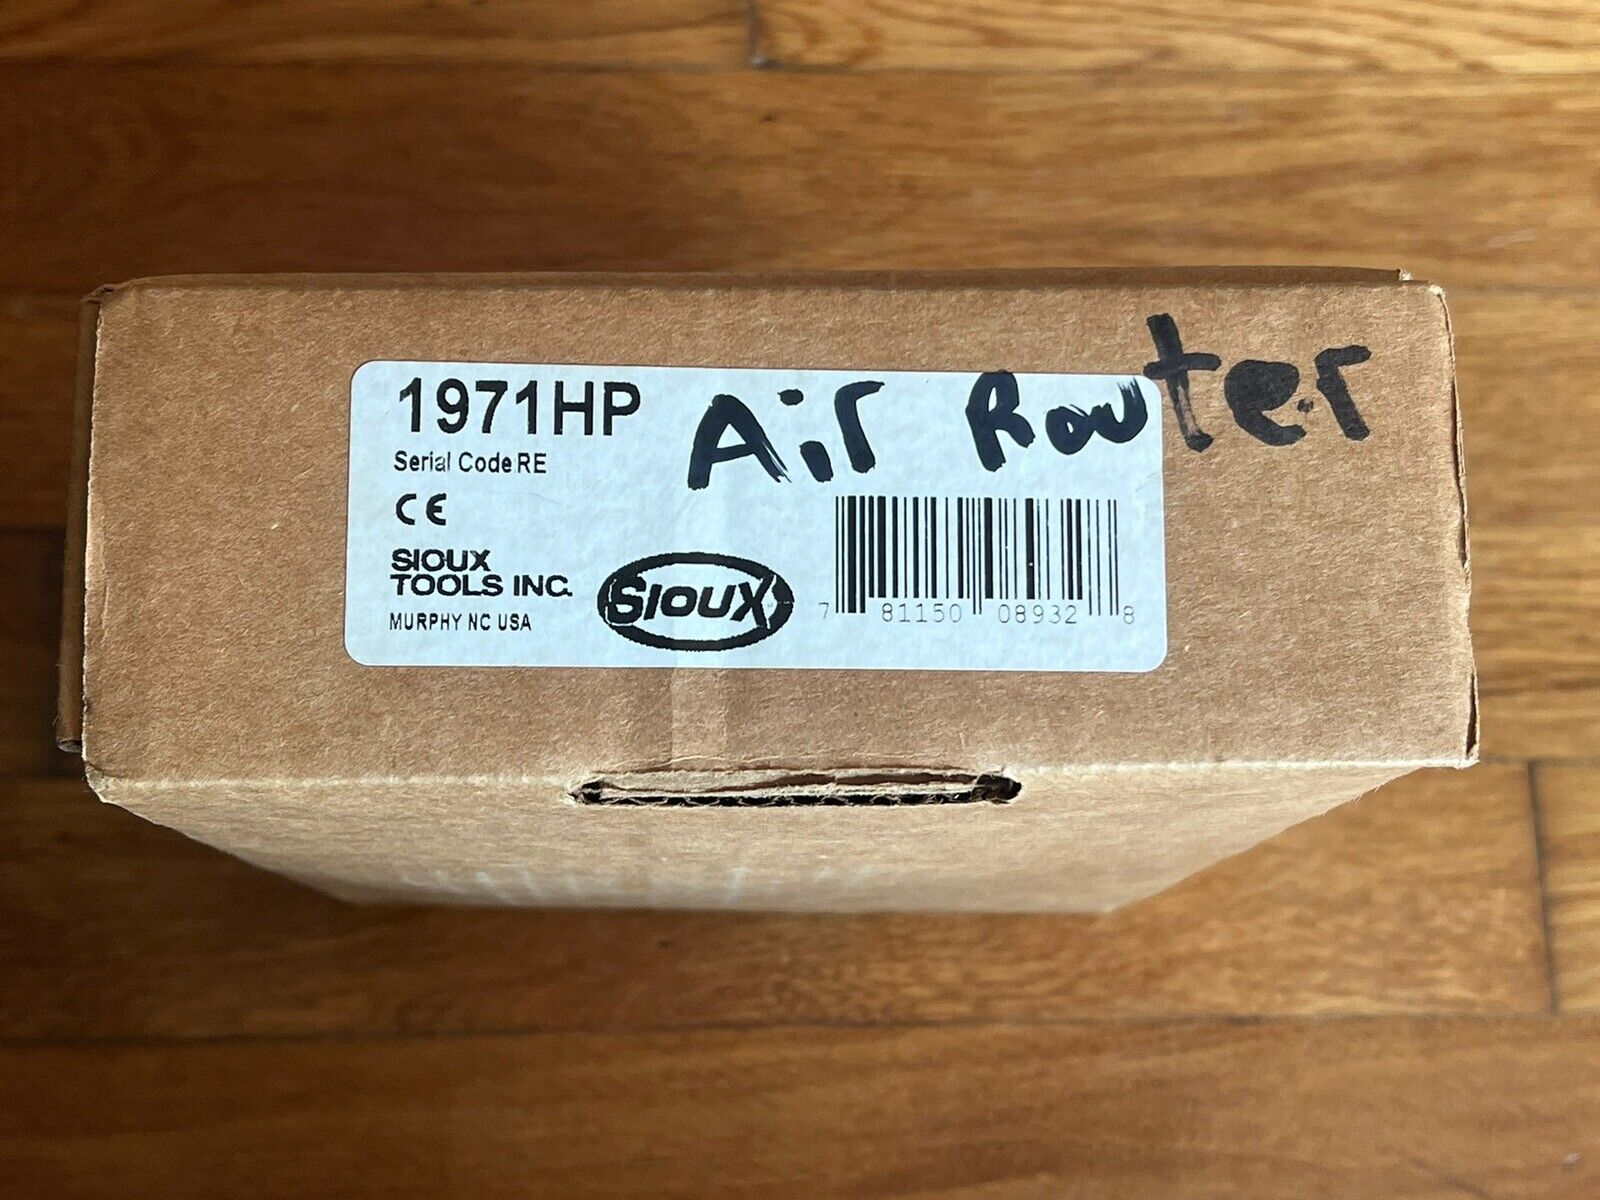 1971HP
Air Router
Serial Code:RE
CE
SIOUX
TOOLS INC.
MURPHY NC USA
SIOUX
7 81150 08932 8